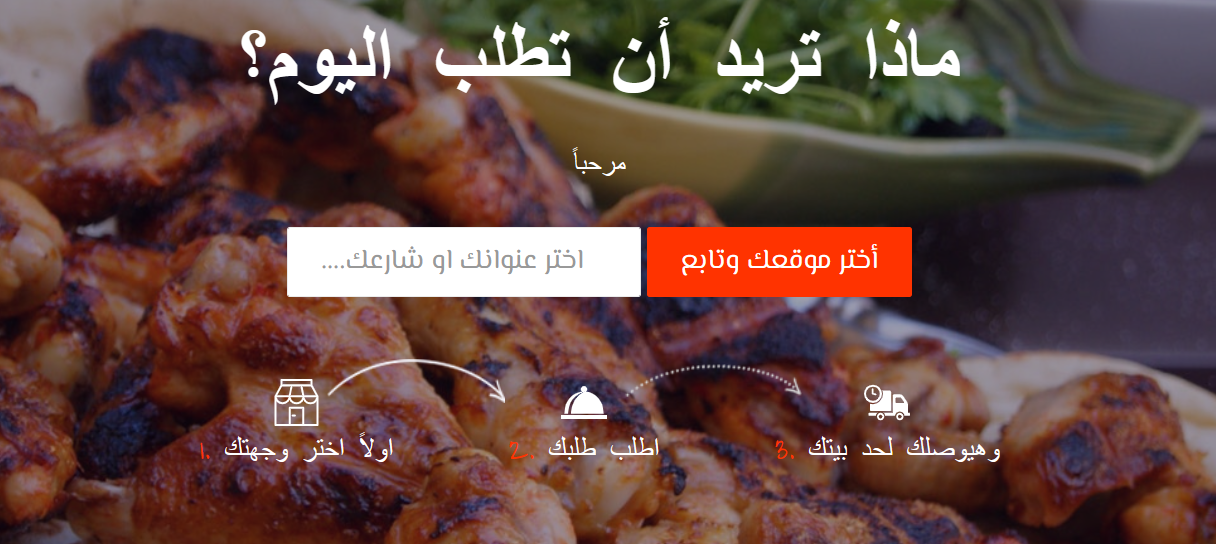 ماذا تريد أن تطلب اليوم؟
مرحباً
اختر عنوانك او شارعك....
أختر موقعك وتابع
1. اولاً اختر وجهتك
2. اطلب طلبك
3. وهيوصلك لحد بيتك